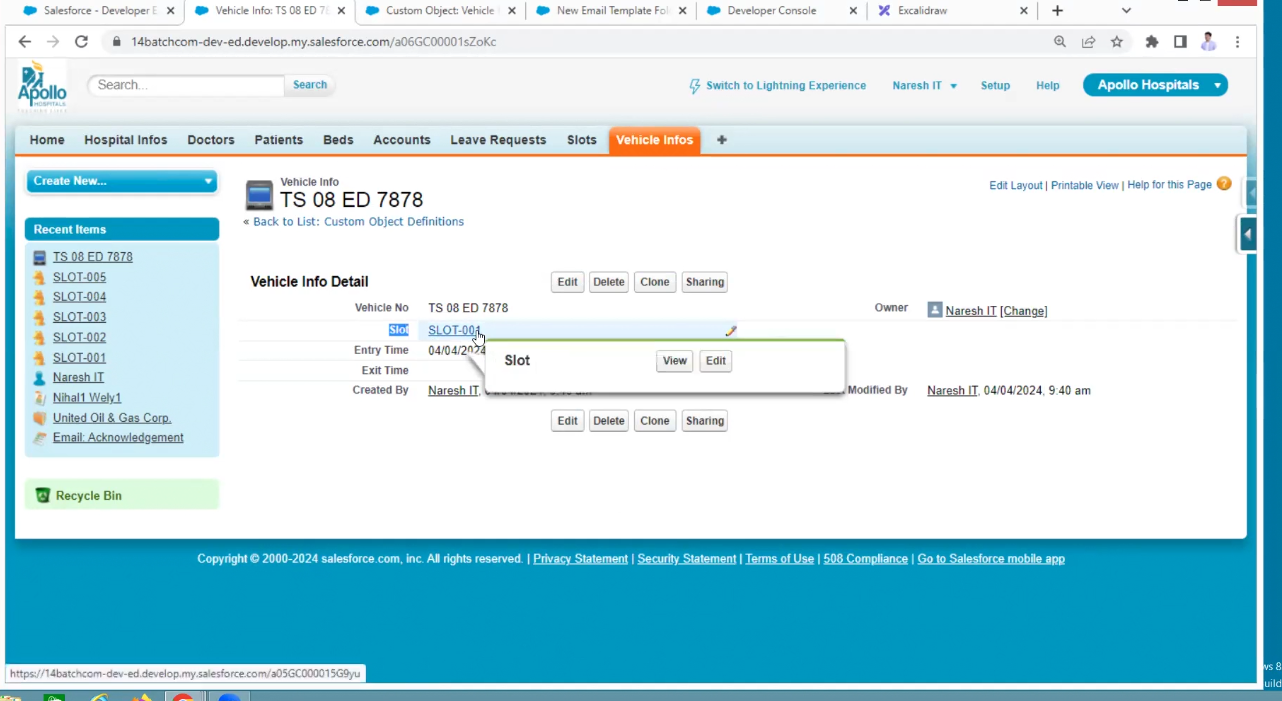 Salesforce - Developer E
Vehicle Info: TS 08 ED 78
Custom Object: Vehicle
New Email Template Fol
Developer Console
Excalidraw
14batchcom-dev-ed.develop.my.salesforce.com/a06GC00001sZoKc
Apollo
HOSPITALS
Search...
Search
Switch to Lightning Experience
Naresh IT
Setup
Help
Apollo Hospitals
Home
Hospital Infos
Doctors
Patients
Beds
Accounts
Leave Requests
Slots
Vehicle Infos
Create New...
Recent Items
TS 08 ED 7878
SLOT-005
SLOT-004
SLOT-003
SLOT-002
SLOT-001
Naresh IT
Nihal1 Wely1
United Oil & Gas Corp.
Email: Acknowledgement
Recycle Bin
Vehicle Info
TS 08 ED 7878
« Back to List: Custom Object Definitions
Edit Layout | Printable View | Help for this Page
Vehicle Info Detail
Edit Delete Clone Sharing
Vehicle No TS 08 ED 7878
Owner Naresh IT [Change]
Slot SLOT-001
Entry Time 04/04/2024
Exit Time
Slot View Edit
Created By Naresh IT,
Modified By Naresh IT, 04/04/2024, 9:40 am
Edit Delete Clone Sharing
Copyright © 2000-2024 salesforce.com, inc. All rights reserved. | Privacy Statement | Security Statement | Terms of Use | 508 Compliance | Go to Salesforce mobile app
https://14batchcom-dev-ed.develop.my.salesforce.com/a05GC000015G9yu